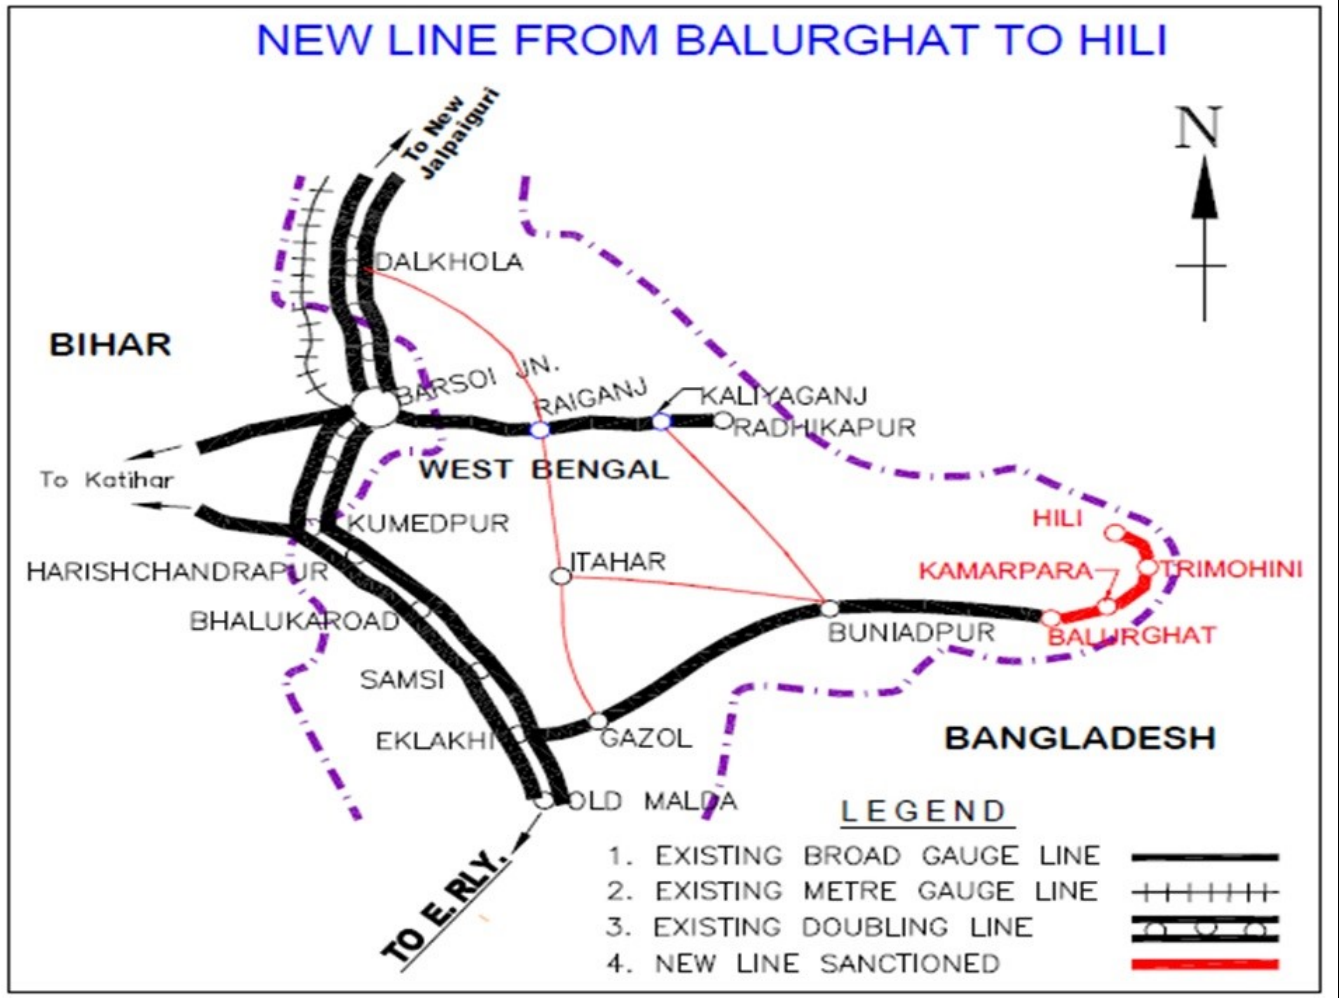 NEW LINE FROM BALURGHAT TO HILI
To New
Jalpaiguri
N
DALKHOLA
BIHAR
BARSOI JN.
RAIGANJ
KALIYAGANJ
RADHIKAPUR
To Katihar
WEST BENGAL
KUMEDPUR
HILI
HARISHCHANDRAPUR
ITAHAR
KAMARPARA
TRIMOHINI
BHALUKAROAD
BUNIADPUR
BALURGHAT
SAMSI
EKLAKHI
GAZOL
BANGLADESH
OLD MALDA
TO E. RLY.
LEGEND
1. EXISTING BROAD GAUGE LINE
2. EXISTING METRE GAUGE LINE
3. EXISTING DOUBLING LINE
4. NEW LINE SANCTIONED